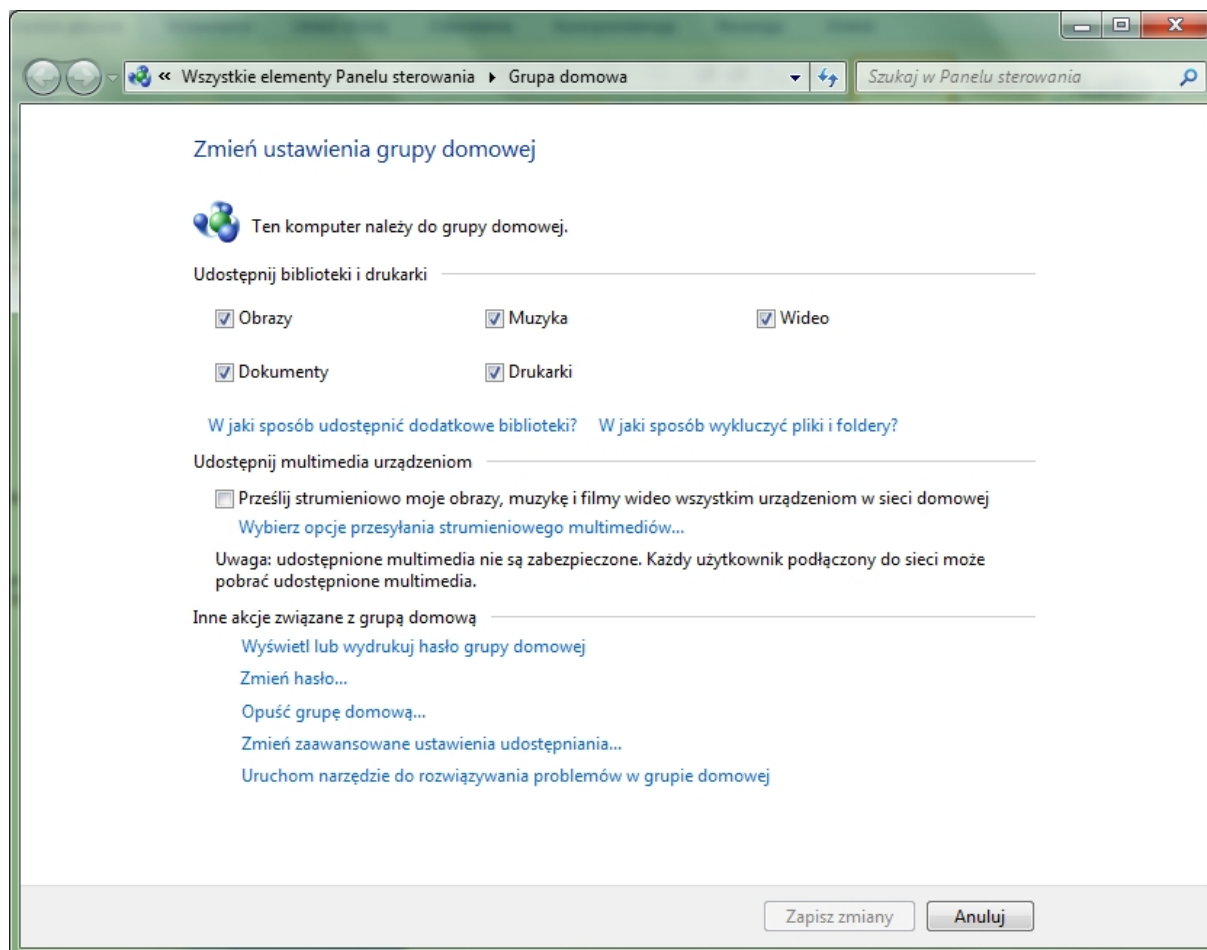 « Wszystkie elementy Panelu sterowania ▸ Grupa domowa Szukaj w Panelu sterowania
Zmień ustawienia grupy domowej
Ten komputer należy do grupy domowej.
Udostępnij biblioteki i drukarki
Obrazy Muzyka Wideo
Dokumenty Drukarki
W jaki sposób udostępnić dodatkowe biblioteki? W jaki sposób wykluczyć pliki i foldery?
Udostępnij multimedia urządzeniom
Prześlij strumieniowo moje obrazy, muzykę i filmy wideo wszystkim urządzeniom w sieci domowej
Wybierz opcje przesyłania strumieniowego multimediów...
Uwaga: udostępnione multimedia nie są zabezpieczone. Każdy użytkownik podłączony do sieci może
pobrać udostępnione multimedia.
Inne akcje związane z grupą domową
Wyświetl lub wydrukuj hasło grupy domowej
Zmień hasło...
Opuść grupę domową...
Zmień zaawansowane ustawienia udostępniania...
Uruchom narzędzie do rozwiązywania problemów w grupie domowej
Zapisz zmiany Anuluj